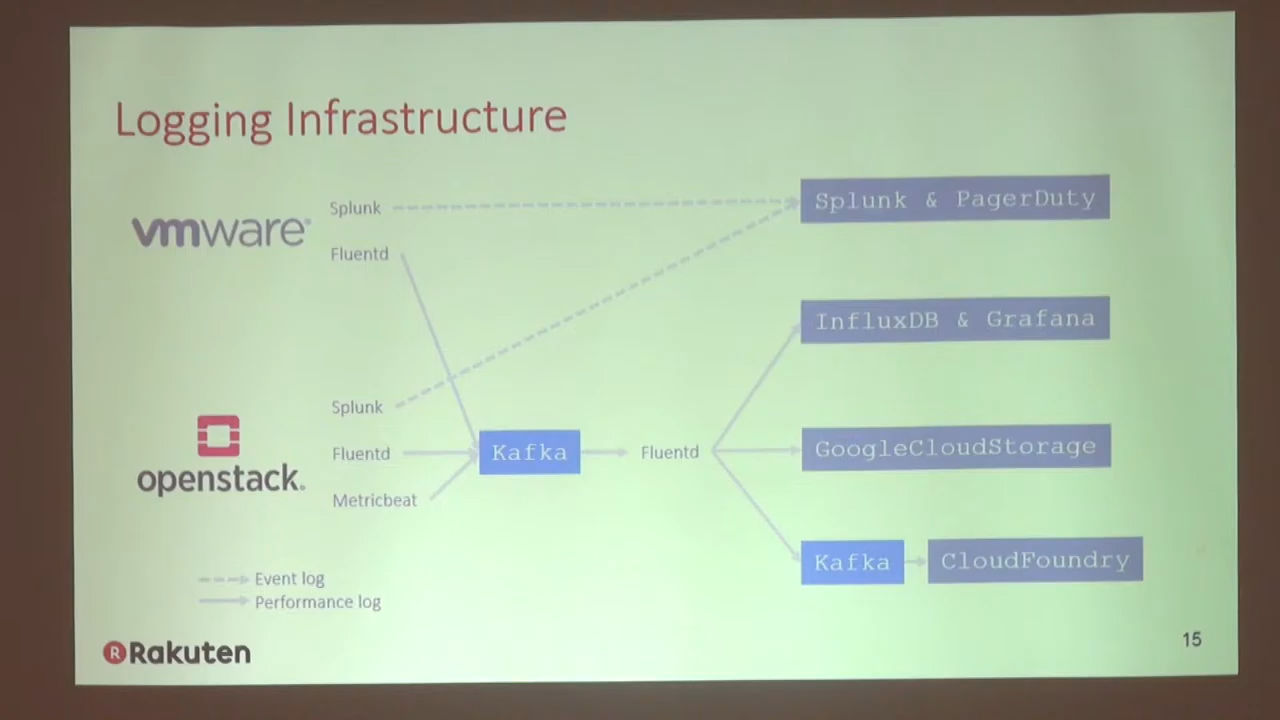 Logging Infrastructure
vmware®
Splunk
Fluentd
Splunk & PagerDuty
InfluxDB & Grafana
openstack.
Splunk
Fluentd
Metricbeat
Kafka
Fluentd
GoogleCloudStorage
Kafka
CloudFoundry
Event log
Performance log
R Rakuten
15